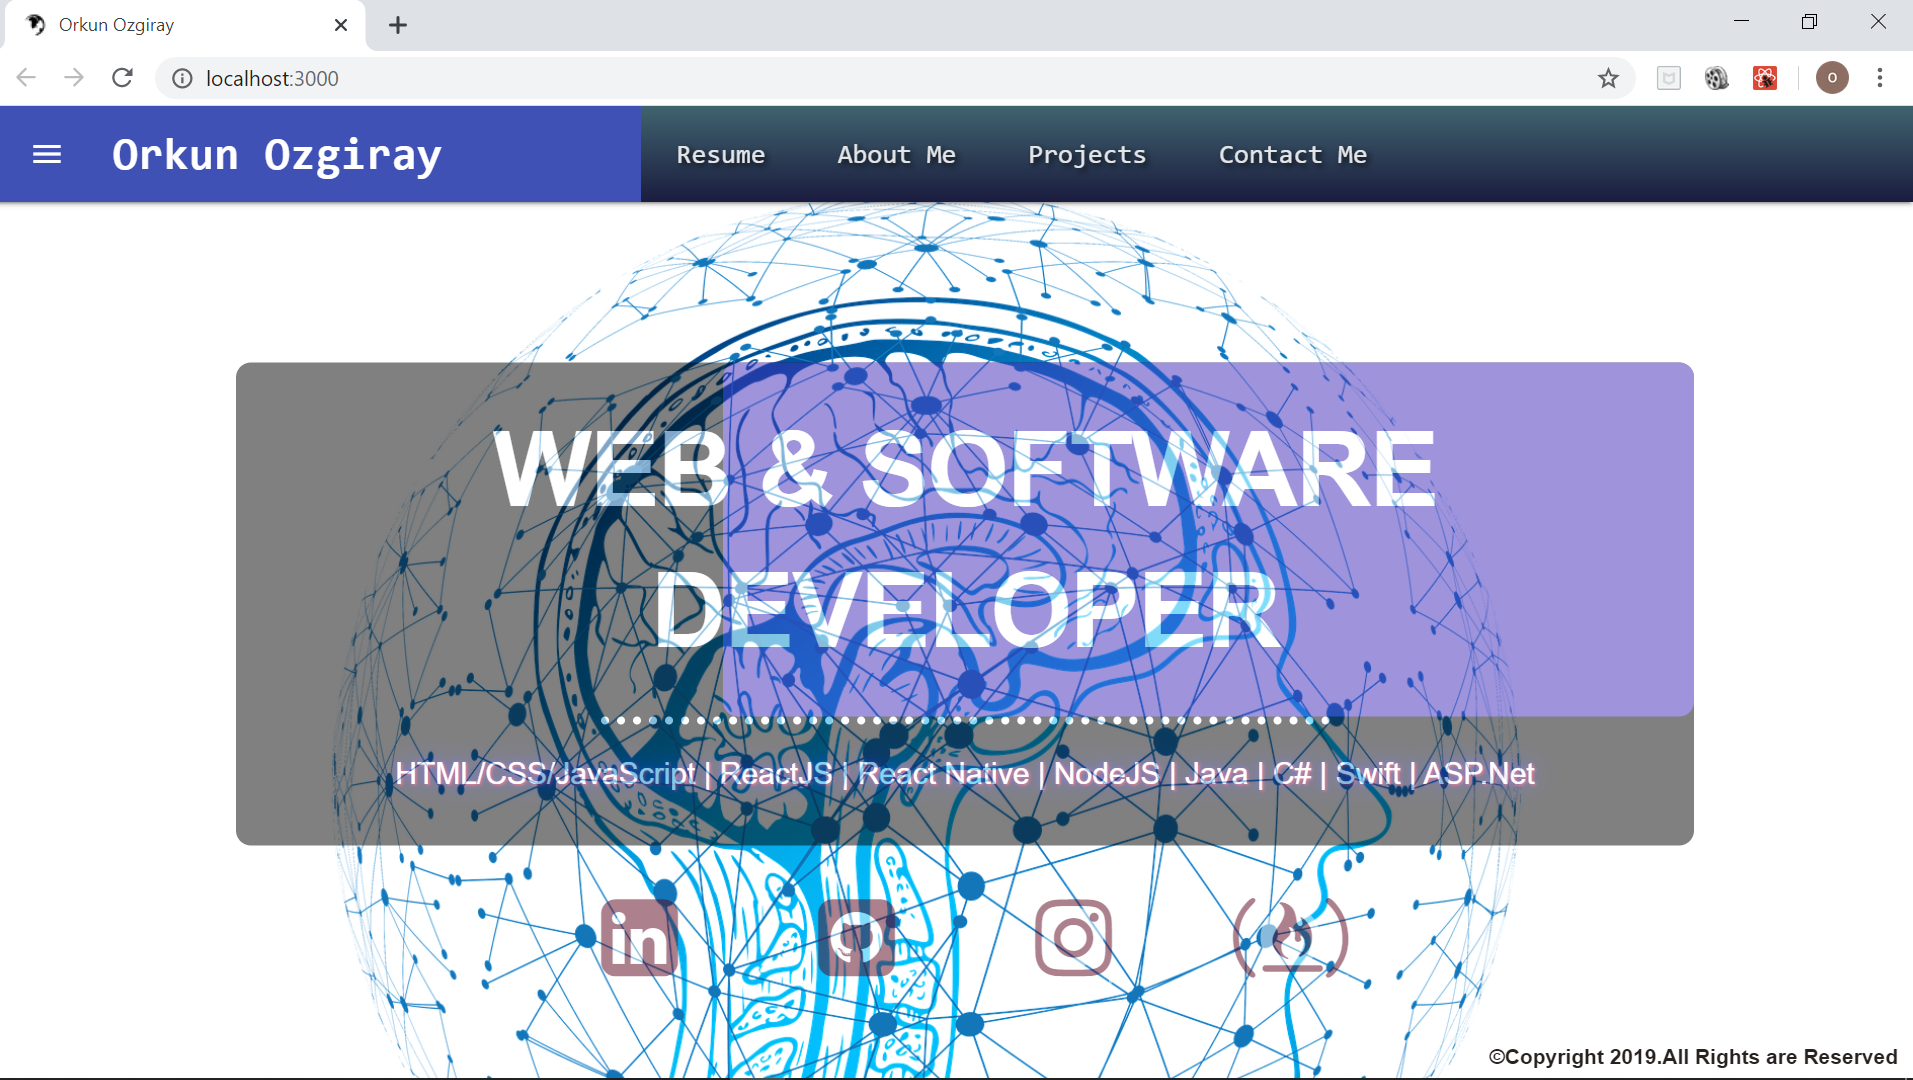 Orkun Ozgiray
localhost:3000
O
Orkun Ozgiray
Resume About Me Projects Contact Me
WEB & SOFTWARE
DEVELOPER
HTML/CSS/JavaScript | ReactJS | React Native | NodeJS | Java | C# | Swift | ASP.Net
in
©Copyright 2019.All Rights are Reserved